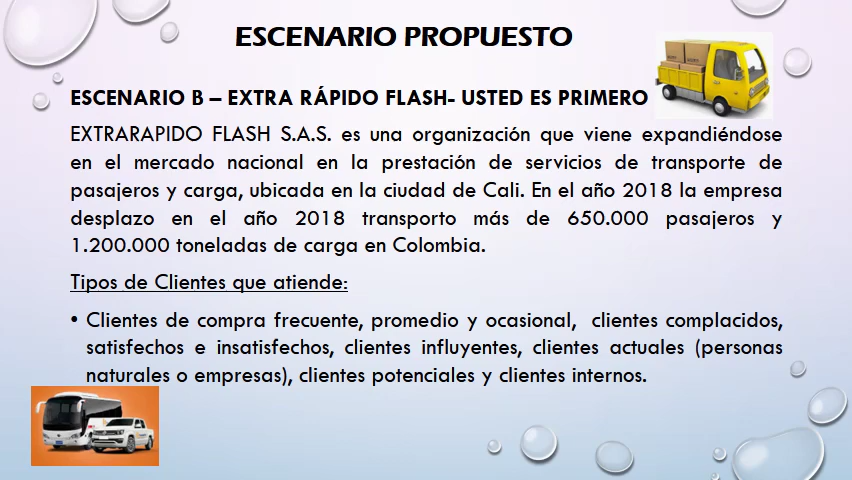 ESCENARIO PROPUESTO
ESCENARIO B – EXTRA RÁPIDO FLASH- USTED ES PRIMERO
EXTRARAPIDO FLASH S.A.S. es una organización que viene expandiéndose
en el mercado nacional en la prestación de servicios de transporte de
pasajeros y carga, ubicada en la ciudad de Cali. En el año 2018 la empresa
desplazo en el año 2018 transporto más de 650.000 pasajeros y
1.200.000 toneladas de carga en Colombia.
Tipos de Clientes que atiende:
• Clientes de compra frecuente, promedio y ocasional, clientes complacidos,
satisfechos e insatisfechos, clientes influyentes, clientes actuales (personas
naturales o empresas), clientes potenciales y clientes internos.